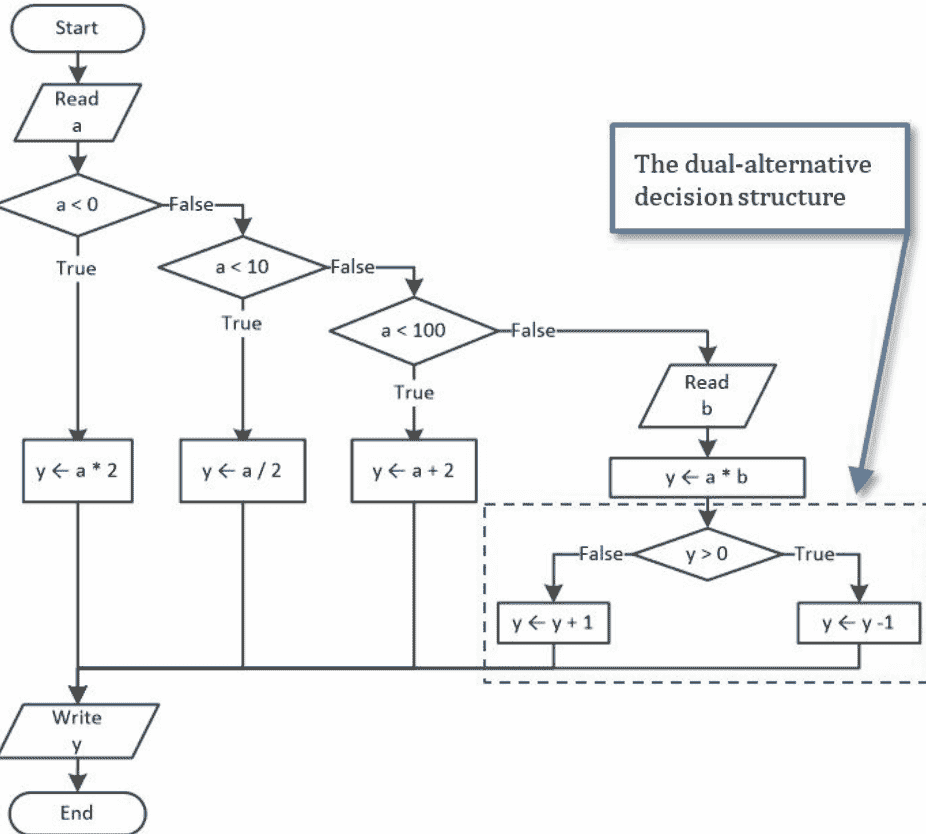 Start
Read
a
The dual-alternative
decision structure
a < 0
False
True
a < 10
False
True
a < 100
False
True
Read
b
y ← a * 2
y ← a / 2
y ← a + 2
y ← a * b
False
y > 0
True
y ← y + 1
y ← y -1
Write
y
End